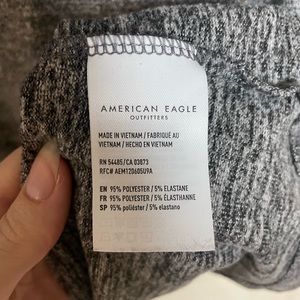 AMERICAN EAGLE
OUTFITTERS
MADE IN VIETNAM / FABRIQUÉ AU
VIETNAM / HECHO EN VIETNAM
RN 54485/CA 03873
RFC# AEM120605U9A
EN 95% POLYESTER / 5% ELASTANE
FR 95% POLYESTER / 5% ÉLASTHANNE
SP 95% poliéster / 5% elastano